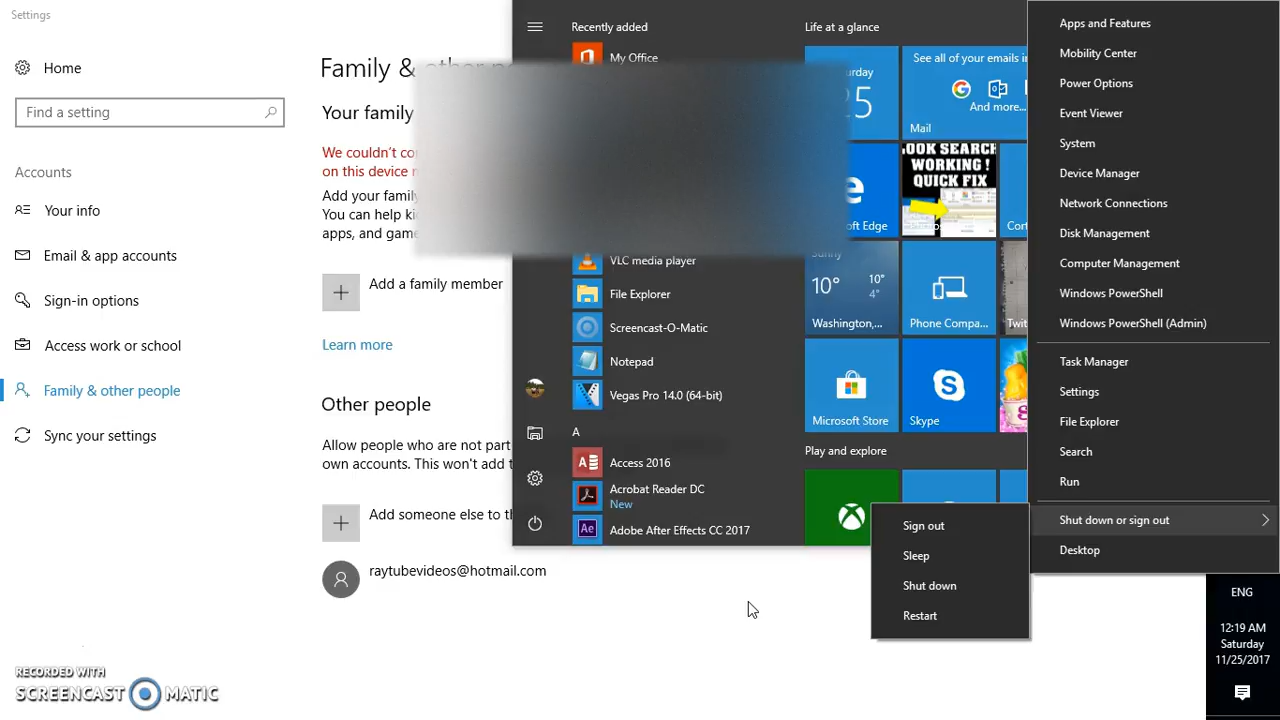 Settings
Home
Find a setting
Accounts
Your info
Email & app accounts
Sign-in options
Access work or school
Family & other people
Sync your settings
RECORDED WITH
SCREENCAST MATIC
Family & other
Your family
We couldn't
on this device
Add your family
You can help
apps, and
Add a family member
Learn more
Other people
Allow people who are not part
own accounts. This won't add
Add someone else to
raytubevideos@hotmail.com
Recently added
My Office
VLC media player
File Explorer
Screencast-O-Matic
Notepad
Vegas Pro 14.0 (64-bit)
A
Access 2016
Acrobat Reader DC
New
Adobe After Effects CC 2017
Life at a glance
25
See all of your emails in
And more...
Mail
Edge
OOK SEARCH
WORKING !
QUICK FIX
Sunny
10°
10°
4°
Washington,...
Phone Compa...
Microsoft Store
Skype
Play and explore
Apps and Features
Mobility Center
Power Options
Event Viewer
System
Device Manager
Network Connections
Disk Management
Computer Management
Windows PowerShell
Windows PowerShell (Admin)
Task Manager
Settings
File Explorer
Search
Run
Shut down or sign out
Desktop
Sign out
Sleep
Shut down
Restart
ENG
12:19 AM
Saturday
11/25/2017